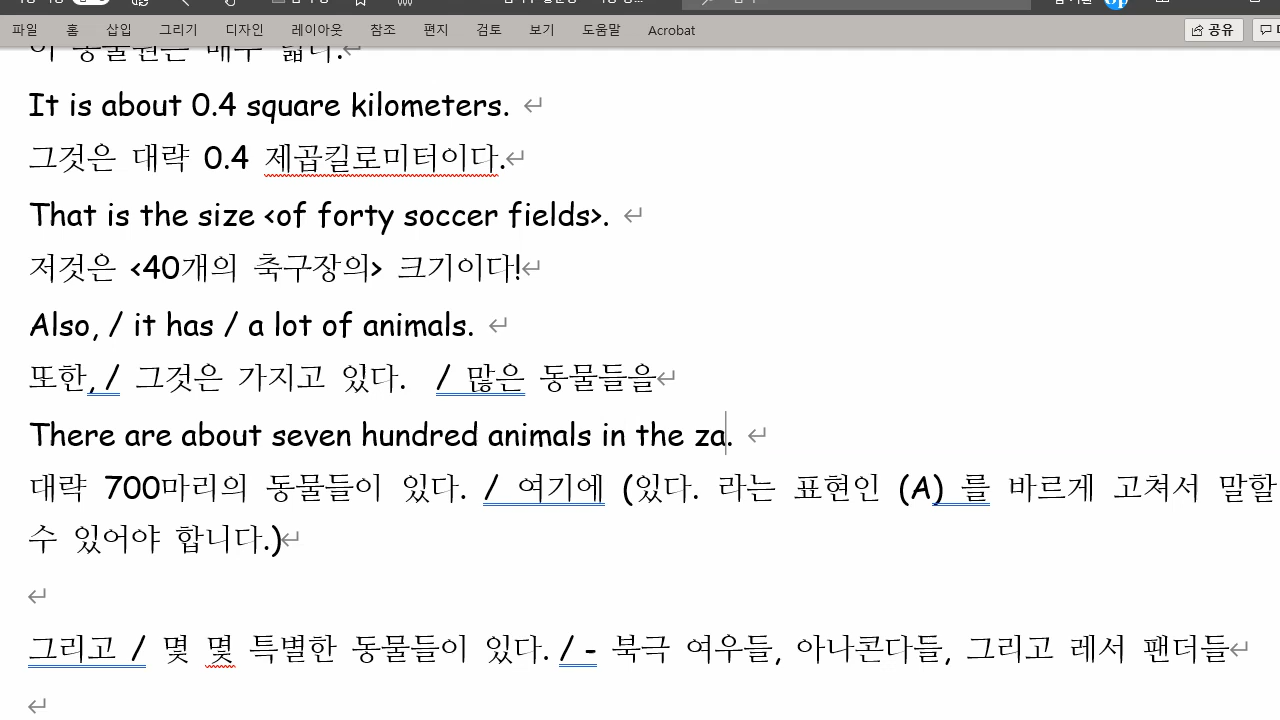 파일 홈 삽입 그리기 디자인 레이아웃 참조 편지 검토 보기 도움말 Acrobat 공유
이 동물원은 매우 넓다.
It is about 0.4 square kilometers.
그것은 대략 0.4 제곱킬로미터이다.
That is the size <of forty soccer fields>.
저것은 <40개의 축구장의> 크기이다!
Also, / it has / a lot of animals.
또한, / 그것은 가지고 있다. / 많은 동물들을
There are about seven hundred animals in the za.
대략 700마리의 동물들이 있다. / 여기에 (있다. 라는 표현인 (A) 를 바르게 고쳐서 말할
수 있어야 합니다.)
그리고 / 몇 몇 특별한 동물들이 있다. / - 북극 여우들, 아나콘다들, 그리고 레서 팬더들